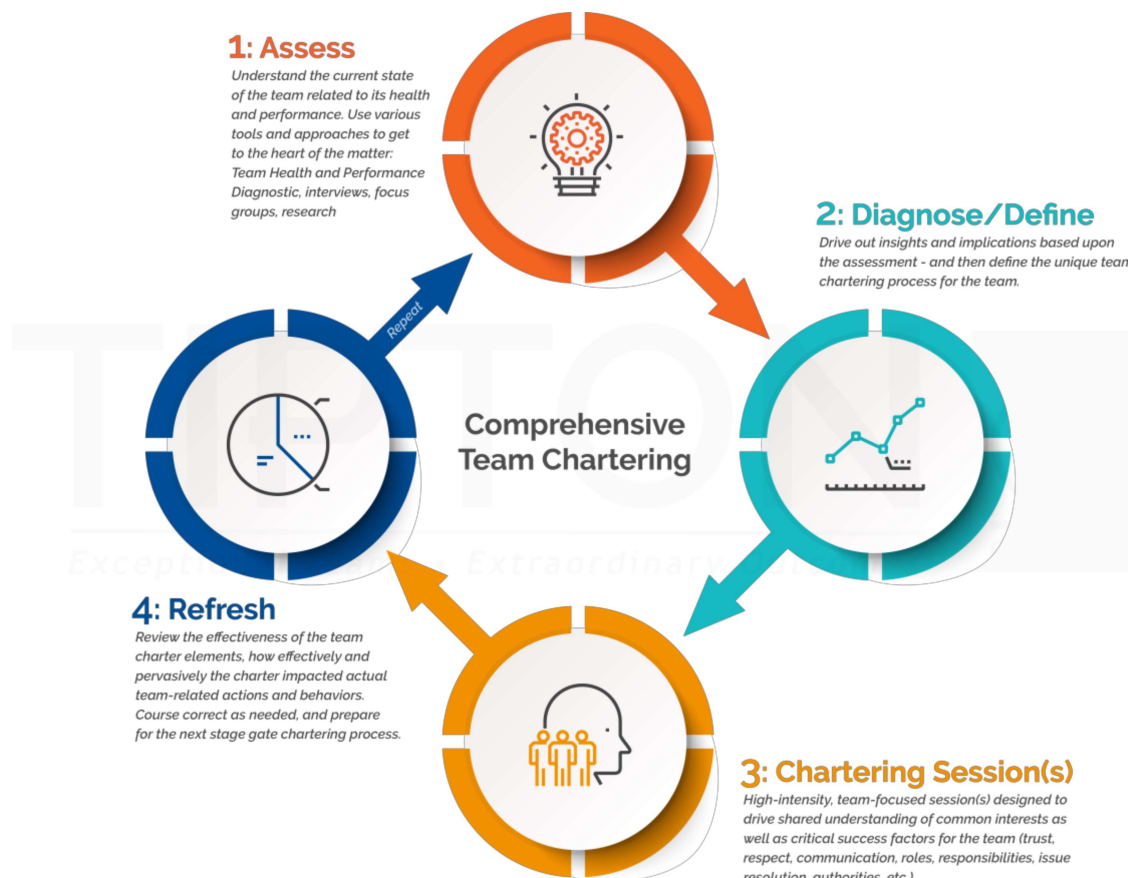 1: Assess
Understand the current state
of the team related to its health
and performance. Use various
tools and approaches to get
to the heart of the matter:
Team Health and Performance
Diagnostic, interviews, focus
groups, research
2: Diagnose/Define
Drive out insights and implications based upon
the assessment - and then define the unique team
chartering process for the team.
Repeat
Comprehensive
Team Chartering
TIPTON
Extraordinary
4: Refresh
Review the effectiveness of the team
charter elements, how effectively and
pervasively the charter impacted actual
team-related actions and behaviors.
Course correct as needed, and prepare
for the next stage gate chartering process.
3: Chartering Session(s)
High-intensity, team-focused session(s) designed to
drive shared understanding of common interests as
well as critical success factors for the team (trust,
respect, communication, roles, responsibilities, issue
resolution, authorities, etc.)